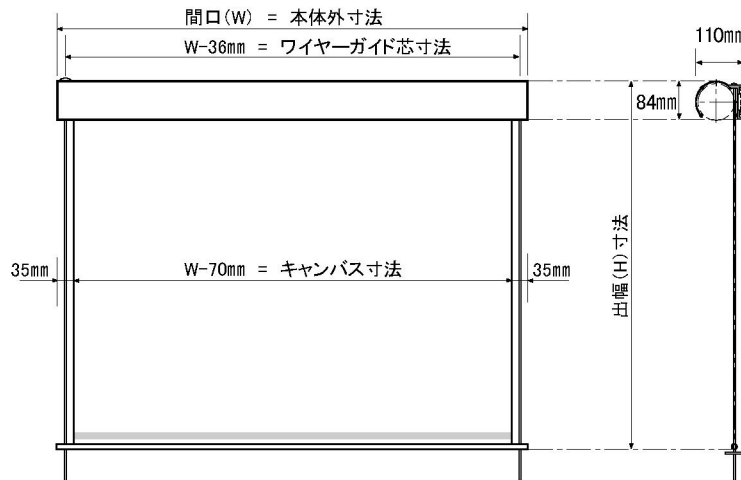 間口(W) = 本体外寸法
W-36mm = ワイヤーガイド芯寸法
110mm
84mm
35mm
W-70mm = キャンバス寸法
35mm
出幅(H)寸法